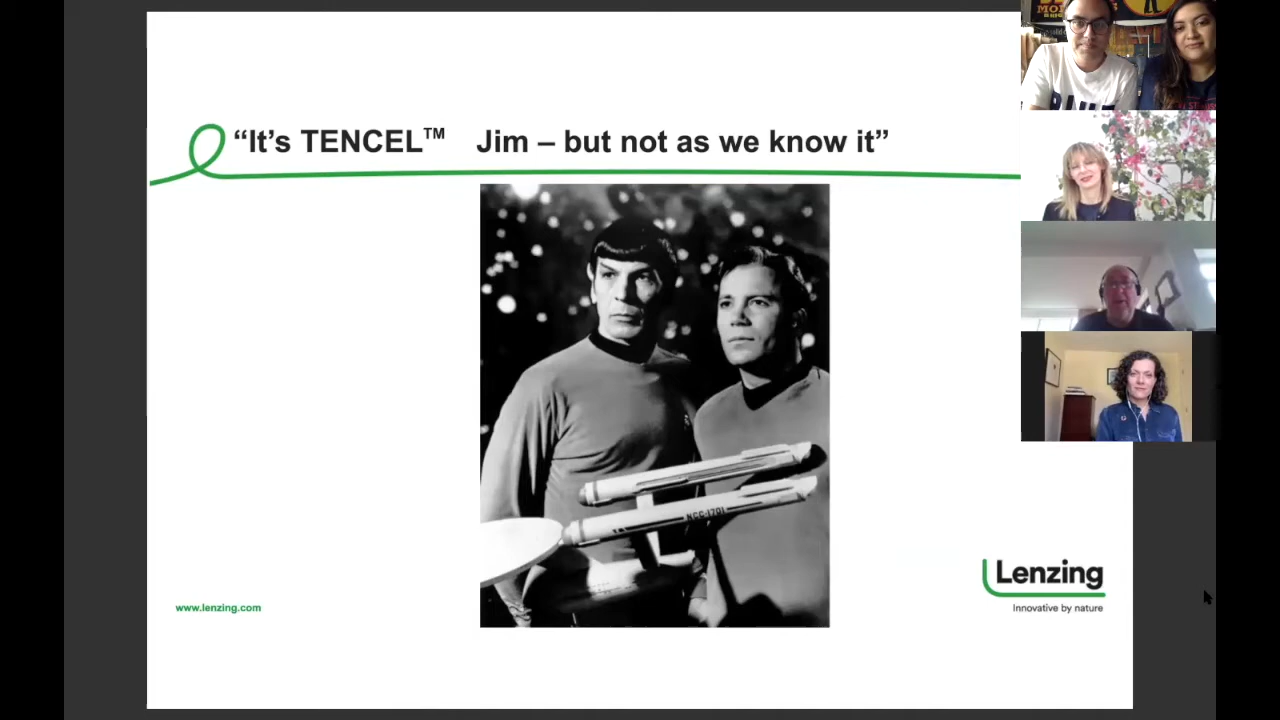 “It’s TENCEL™ Jim – but not as we know it”
NCC-1701
www.lenzing.com
Lenzing
Innovative by nature